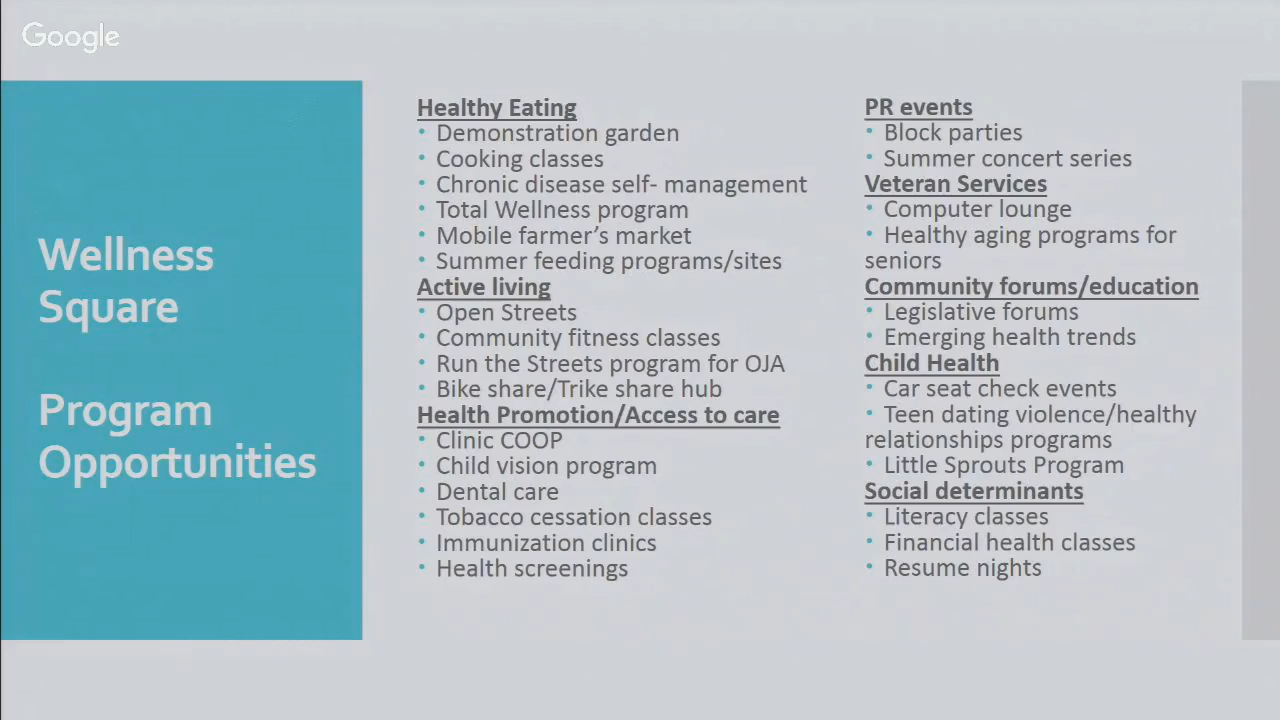 Google
Wellness
Square
Program
Opportunities
Healthy Eating
• Demonstration garden
• Cooking classes
• Chronic disease self- management
• Total Wellness program
• Mobile farmer’s market
• Summer feeding programs/sites
Active living
• Open Streets
• Community fitness classes
• Run the Streets program for OJA
• Bike share/Trike share hub
Health Promotion/Access to care
• Clinic COOP
• Child vision program
• Dental care
• Tobacco cessation classes
• Immunization clinics
• Health screenings
PR events
• Block parties
• Summer concert series
Veteran Services
• Computer lounge
• Healthy aging programs for
seniors
Community forums/education
• Legislative forums
• Emerging health trends
Child Health
• Car seat check events
• Teen dating violence/healthy
relationships programs
• Little Sprouts Program
Social determinants
• Literacy classes
• Financial health classes
• Resume nights